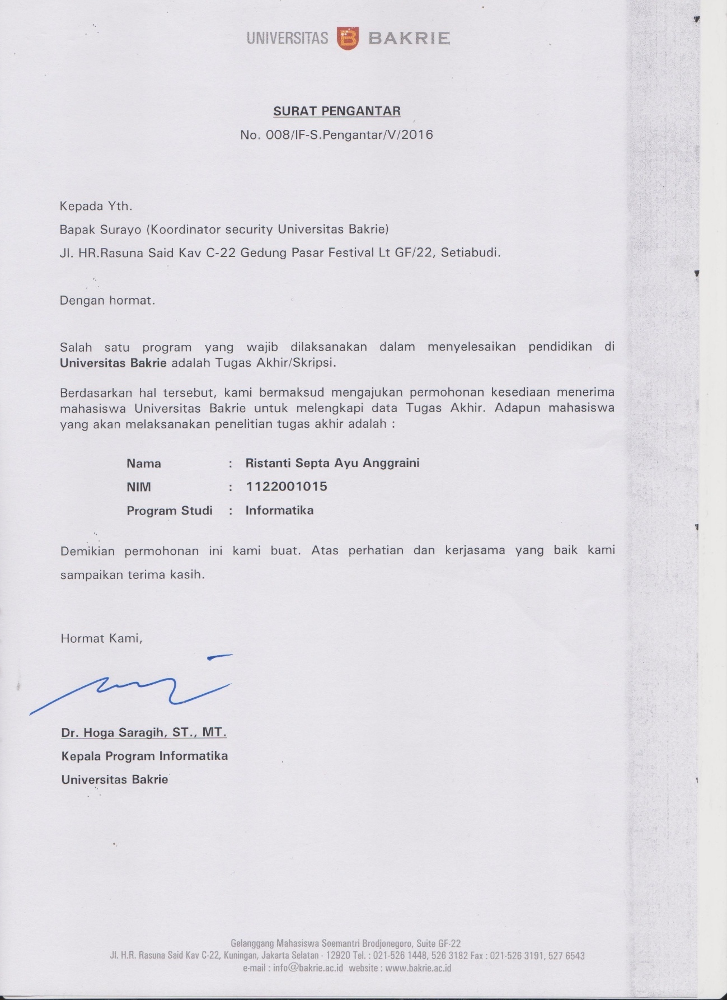 UNIVERSITAS B BAKRIE
SURAT PENGANTAR
No. 008/IF-S.Pengantar/V/2016
Kepada Yth.
Bapak Surayo (Koordinator security Universitas Bakrie)
Jl. HR.Rasuna Said Kav C-22 Gedung Pasar Festival Lt GF/22, Setiabudi.
Dengan hormat.
Salah satu program yang wajib dilaksanakan dalam menyelesaikan pendidikan di
Universitas Bakrie adalah Tugas Akhir/Skripsi.
Berdasarkan hal tersebut, kami bermaksud mengajukan permohonan kesediaan menerima
mahasiswa Universitas Bakrie untuk melengkapi data Tugas Akhir. Adapun mahasiswa
yang akan melaksanakan penelitian tugas akhir adalah :
Nama : Ristanti Septa Ayu Anggraini
NIM : 1122001015
Program Studi : Informatika
Demikian permohonan ini kami buat. Atas perhatian dan kerjasama yang baik kami
sampaikan terima kasih.
Hormat Kami,
Dr. Hoga Saragih, ST., MT.
Kepala Program Informatika
Universitas Bakrie
Gelanggang Mahasiswa Soemantri Brodjonegoro, Suite GF-22
Jl. H.R. Rasuna Said Kav C-22, Kuningan, Jakarta Selatan - 12920 Tel. : 021-526 1448, 526 3182 Fax : 021-526 3191, 527 6543
e-mail : info@bakrie.ac.id website : www.bakrie.ac.id